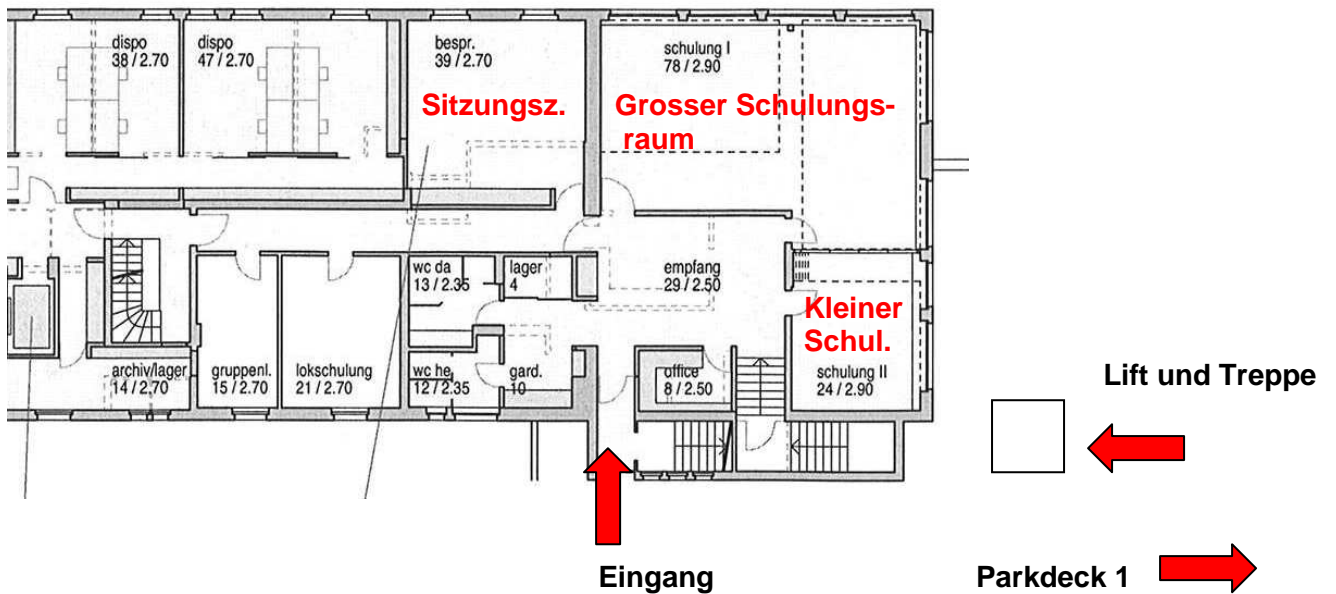 dispo
38 / 2.70
dispo
47 / 2.70
bespr.
39 / 2.70
schulung I
78 / 2.90
Sitzungsz.
Grosser Schulungs-
raum
wc da
13 / 2.35
lager
4
empfang
29 / 2.50
Kleiner
Schul.
archiv/lager
14 / 2.70
gruppenl.
15 / 2.70
lokschulung
21 / 2.70
wc he
12 / 2.35
gard.
10
office
8 / 2.50
schulung II
24 / 2.90
Lift und Treppe
Eingang
Parkdeck 1